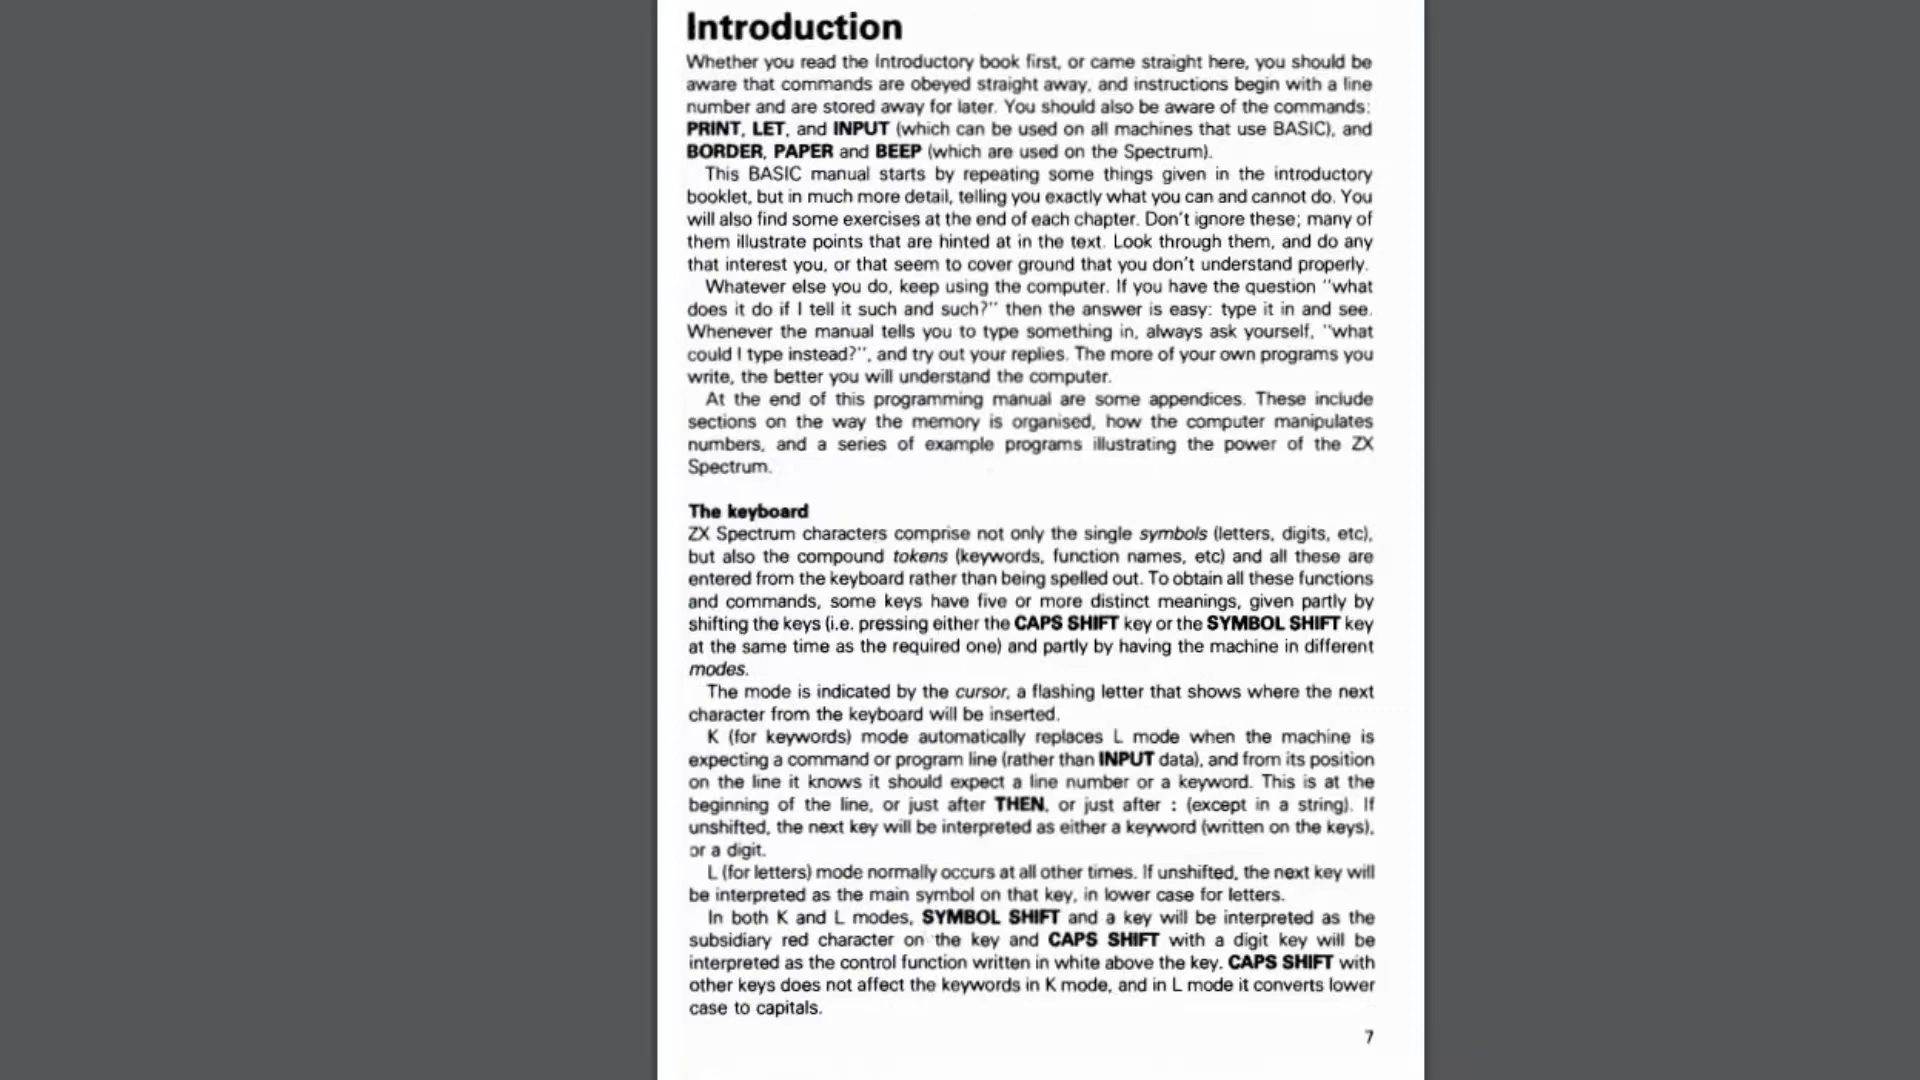 Introduction
Whether you read the Introductory book first, or came straight here, you should be
aware that commands are obeyed straight away, and instructions begin with a line
number and are stored away for later. You should also be aware of the commands:
PRINT, LET, and INPUT (which can be used on all machines that use BASIC), and
BORDER, PAPER and BEEP (which are used on the Spectrum).
This BASIC manual starts by repeating some things given in the introductory
booklet, but in much more detail, telling you exactly what you can and cannot do. You
will also find some exercises at the end of each chapter. Don't ignore these; many of
them illustrate points that are hinted at in the text. Look through them, and do any
that interest you, or that seem to cover ground that you don't understand properly.
Whatever else you do, keep using the computer. If you have the question "what
does it do if I tell it such and such?" then the answer is easy: type it in and see.
Whenever the manual tells you to type something in, always ask yourself, "what
could I type instead?", and try out your replies. The more of your own programs you
write, the better you will understand the computer.
At the end of this programming manual are some appendices. These include
sections on the way the memory is organised, how the computer manipulates
numbers, and a series of example programs illustrating the power of the ZX
Spectrum.
The keyboard
ZX Spectrum characters comprise not only the single symbols (letters, digits, etc),
but also the compound tokens (keywords, function names, etc) and all these are
entered from the keyboard rather than being spelled out. To obtain all these functions
and commands, some keys have five or more distinct meanings, given partly by
shifting the keys (i.e. pressing either the CAPS SHIFT key or the SYMBOL SHIFT key
at the same time as the required one) and partly by having the machine in different
modes.
The mode is indicated by the cursor, a flashing letter that shows where the next
character from the keyboard will be inserted.
K (for keywords) mode automatically replaces L mode when the machine is
expecting a command or program line (rather than INPUT data), and from its position
on the line it knows it should expect a line number or a keyword. This is at the
beginning of the line, or just after THEN, or just after : (except in a string). If
unshifted, the next key will be interpreted as either a keyword (written on the keys),
or a digit.
L (for letters) mode normally occurs at all other times. If unshifted, the next key will
be interpreted as the main symbol on that key, in lower case for letters.
In both K and L modes, SYMBOL SHIFT and a key will be interpreted as the
subsidiary red character on the key and CAPS SHIFT with a digit key will be
interpreted as the control function written in white above the key. CAPS SHIFT with
other keys does not affect the keywords in K mode, and in L mode it converts lower
case to capitals.
7